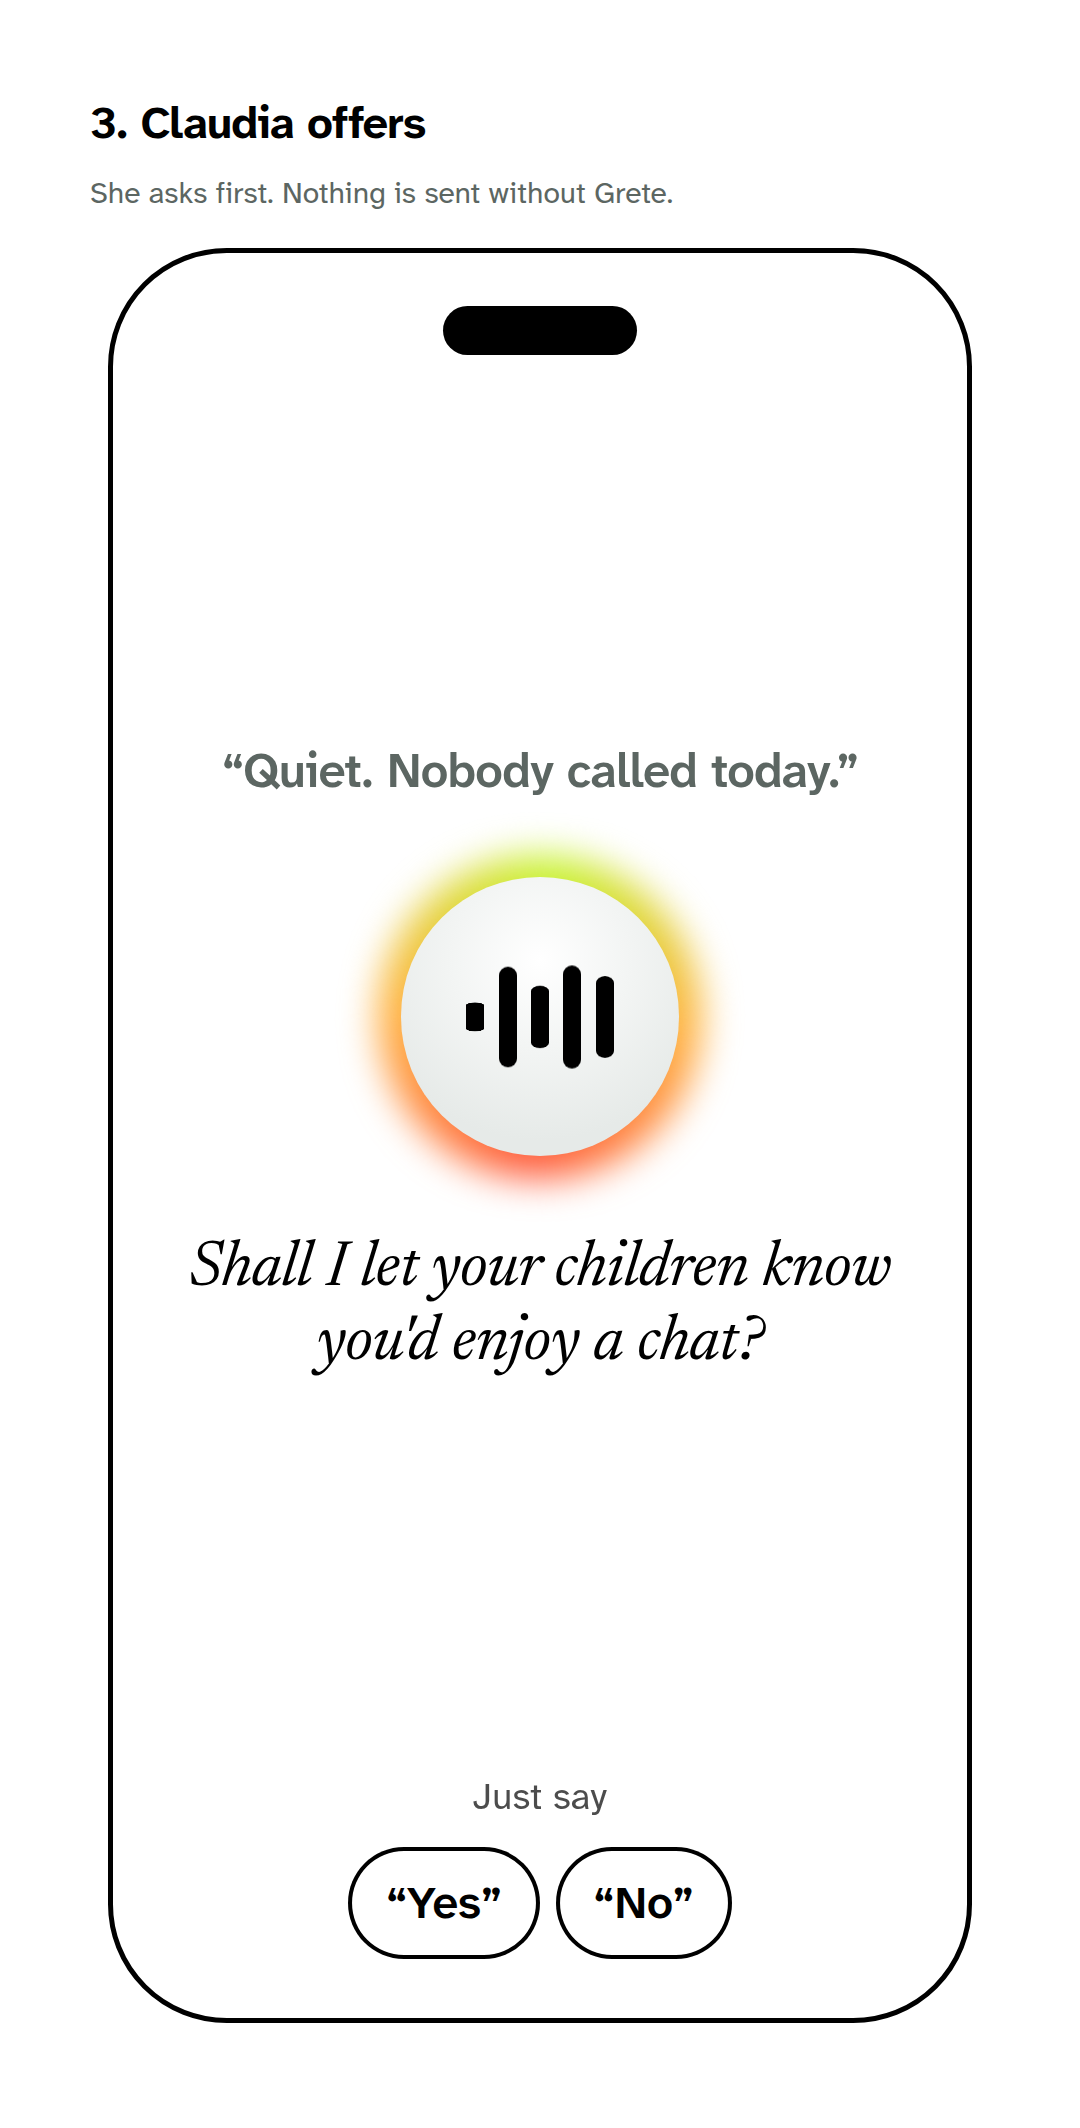 3. Claudia offers
She asks first. Nothing is sent without Grete.
“Quiet. Nobody called today.”
Shall I let your children know
you'd enjoy a chat?
Just say
“Yes” “No”